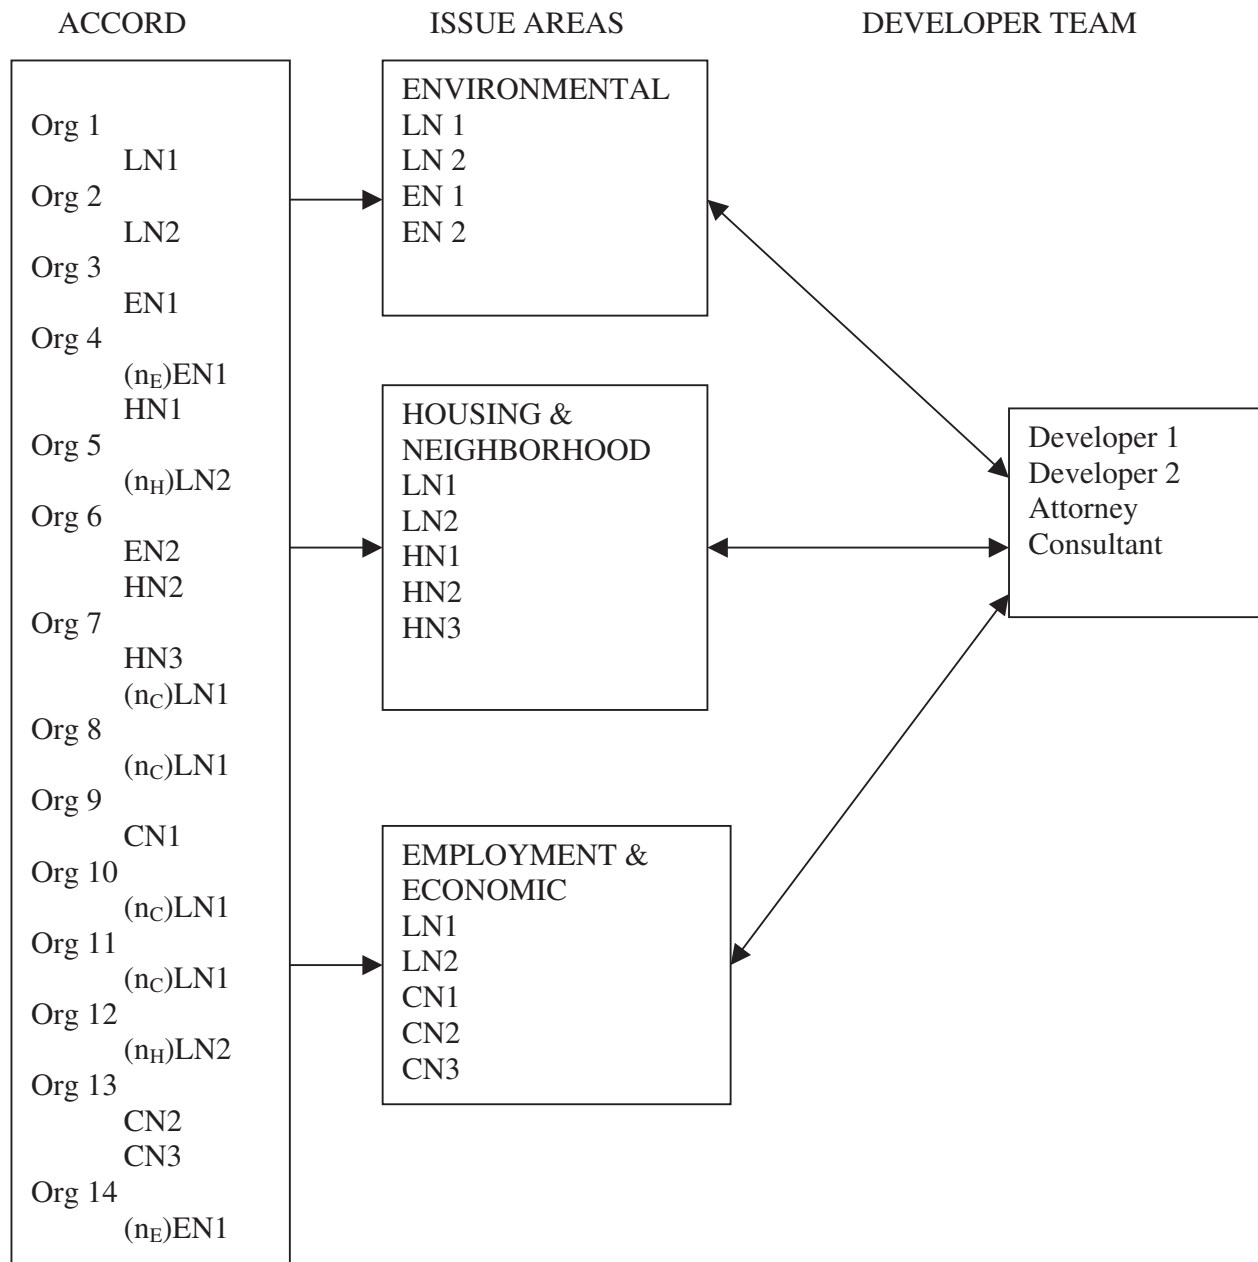 ACCORD
ISSUE AREAS
DEVELOPER TEAM
Org 1
LN1
Org 2
LN2
Org 3
EN1
Org 4
(nE)EN1
HN1
Org 5
(nH)LN2
Org 6
EN2
HN2
Org 7
HN3
(nC)LN1
Org 8
(nC)LN1
Org 9
CN1
Org 10
(nC)LN1
Org 11
(nC)LN1
Org 12
(nH)LN2
Org 13
CN2
CN3
Org 14
(nE)EN1
ENVIRONMENTAL
LN 1
LN 2
EN 1
EN 2
HOUSING &
NEIGHBORHOOD
LN1
LN2
HN1
HN2
HN3
EMPLOYMENT &
ECONOMIC
LN1
LN2
CN1
CN2
CN3
Developer 1
Developer 2
Attorney
Consultant